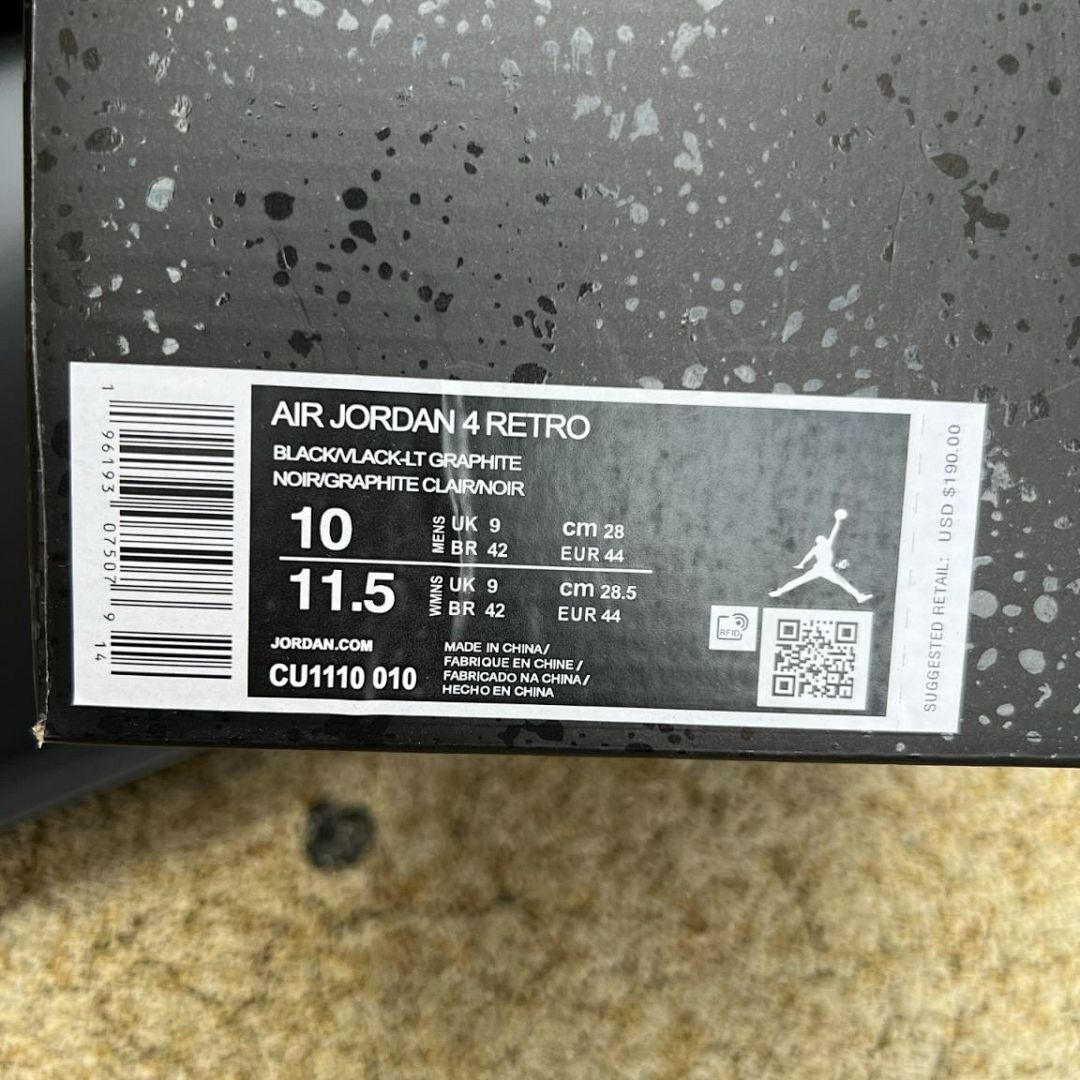 AIR JORDAN 4 RETRO
BLACK/VLACK-LT GRAPHITE
NOIR/GRAPHITE CLAIR/NOIR
10 MENS UK 9 cm 28
BR 42 EUR 44
11.5 WMNS UK 9 cm 28.5
BR 42 EUR 44
JORDAN.COM
CU1110 010
MADE IN CHINA/
FABRIQUE EN CHINE /
FABRICADO NA CHINA/
HECHO EN CHINA
RFID
1 96193 07507 9 14
SUGGESTED RETAIL: USD $190.00